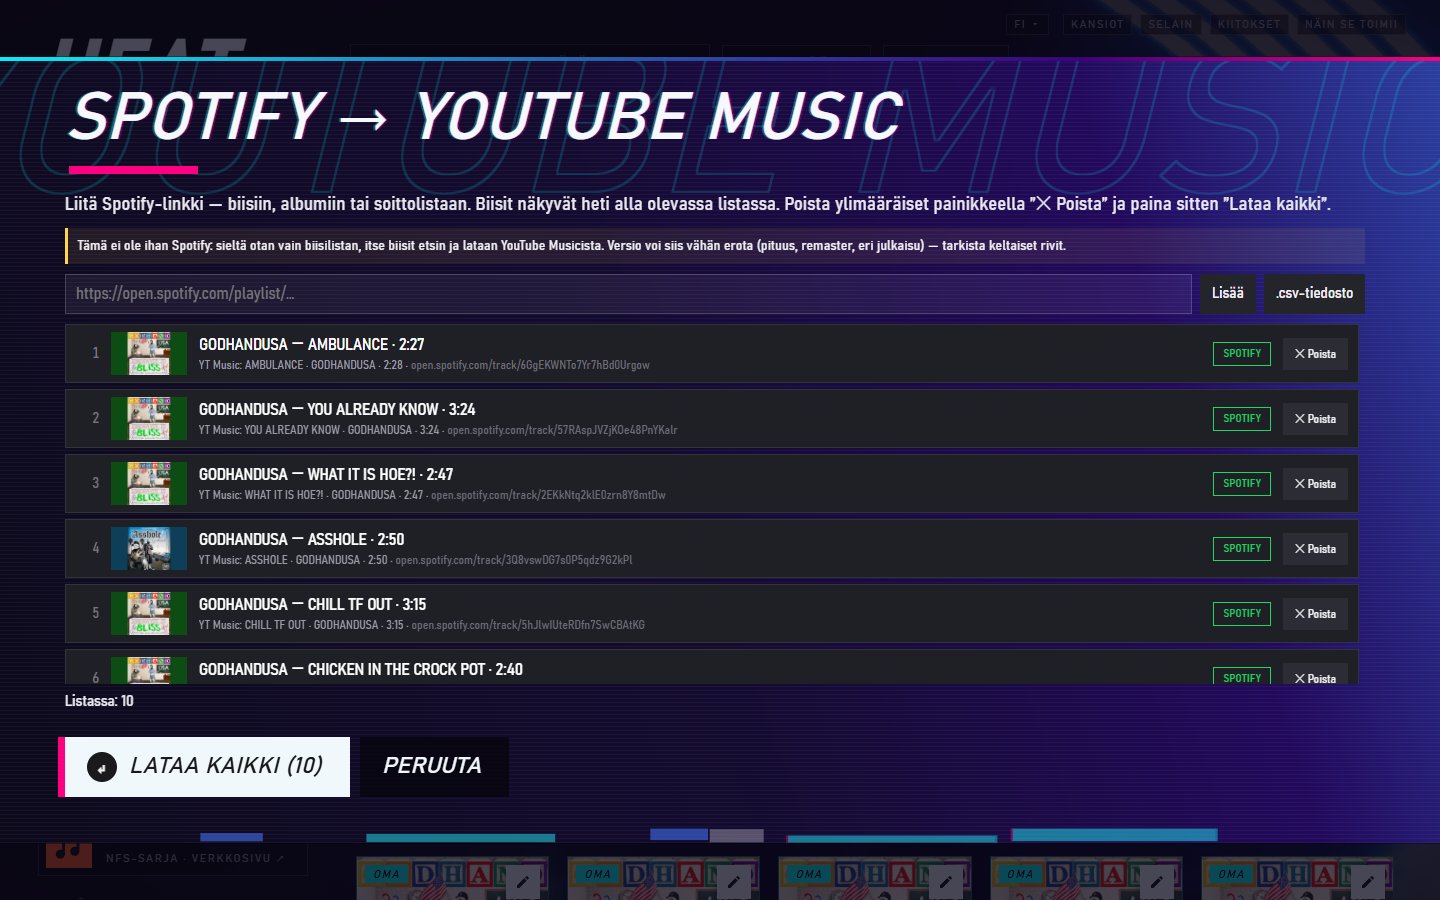 FI
KANSIOT
SELAIN
KIITOKSET
NÄIN SE TOIMII
HEAT
SPOTIFY → YOUTUBE MUSIC
Liitä Spotify-linkki — biisiin, albumiin tai soittolistaan. Biisit näkyvät heti alla olevassa listassa. Poista ylimääräiset painikkeella "✕ Poista" ja paina sitten "Lataa kaikki".
Tämä ei ole ihan Spotify: sieltä otan vain biisilistan, itse biisit etsin ja lataan YouTube Musicista. Versio voi siis vähän erota (pituus, remaster, eri julkaisu) — tarkista keltaiset rivit.
https://open.spotify.com/playlist/...
Lisää
.csv-tiedosto
1
GODHANDUSA — AMBULANCE · 2:27
YT Music: AMBULANCE · GODHANDUSA · 2:28 · open.spotify.com/track/6GgEKWNTo7Yr7hBd0Urgow
SPOTIFY
✕ Poista
2
GODHANDUSA — YOU ALREADY KNOW · 3:24
YT Music: YOU ALREADY KNOW · GODHANDUSA · 3:24 · open.spotify.com/track/57RAspJVZjKOe48PnYKalr
SPOTIFY
✕ Poista
3
GODHANDUSA — WHAT IT IS HOE?! · 2:47
YT Music: WHAT IT IS HOE?! · GODHANDUSA · 2:47 · open.spotify.com/track/2EKkNtq2klE0zrn8Y8mtDw
SPOTIFY
✕ Poista
4
GODHANDUSA — ASSHOLE · 2:50
YT Music: ASSHOLE · GODHANDUSA · 2:50 · open.spotify.com/track/3Q8vswDG7s0P5qdz9G2kPl
SPOTIFY
✕ Poista
5
GODHANDUSA — CHILL TF OUT · 3:15
YT Music: CHILL TF OUT · GODHANDUSA · 3:15 · open.spotify.com/track/5hJlwIUteRDfn7SwCBAtKG
SPOTIFY
✕ Poista
6
GODHANDUSA — CHICKEN IN THE CROCK POT · 2:40
SPOTIFY
✕ Poista
Listassa: 10
LATAA KAIKKI (10)
PERUUTA
NFS-SARJA · VERKKOSIVU ↗
OMA
OMA
OMA
OMA
OMA